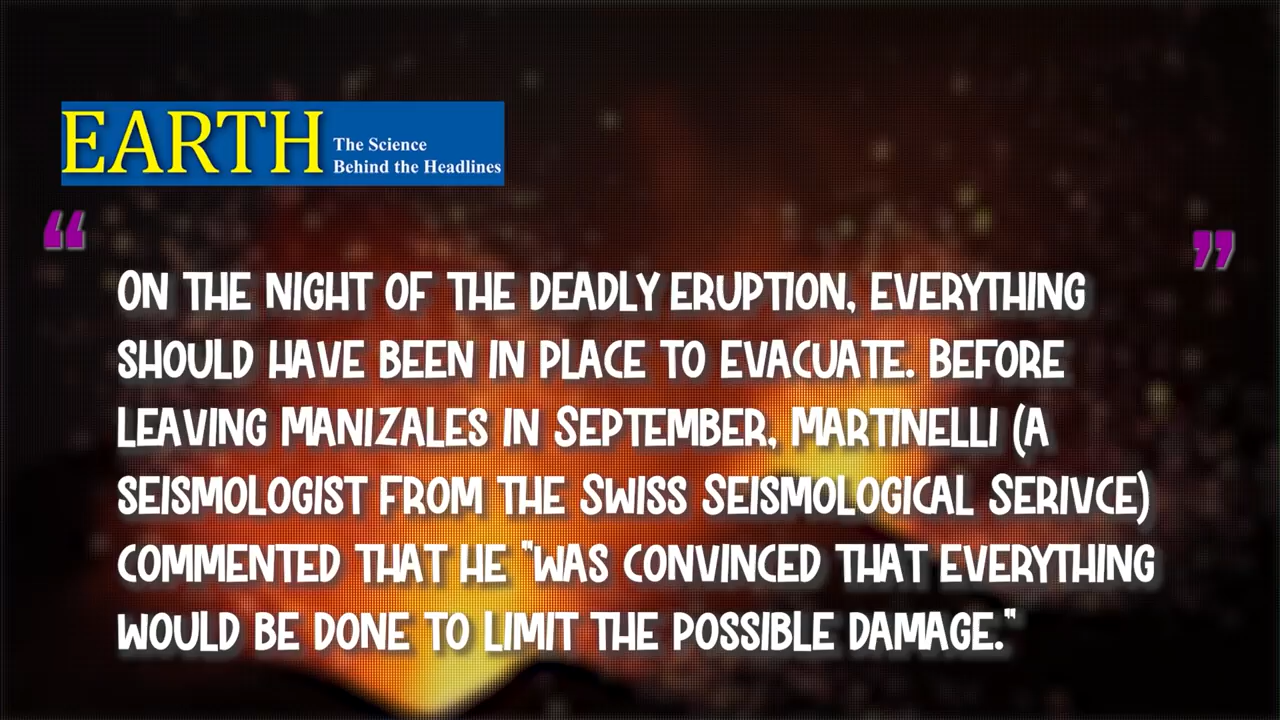 EARTH
The Science
Behind the Headlines
“ ”
ON THE NIGHT OF THE DEADLY ERUPTION, EVERYTHING
SHOULD HAVE BEEN IN PLACE TO EVACUATE. BEFORE
LEAVING MANIZALES IN SEPTEMBER, MARTINELLI (A
SEISMOLOGIST FROM THE SWISS SEISMOLOGICAL SERIVCE)
COMMENTED THAT HE "WAS CONVINCED THAT EVERYTHING
WOULD BE DONE TO LIMIT THE POSSIBLE DAMAGE."